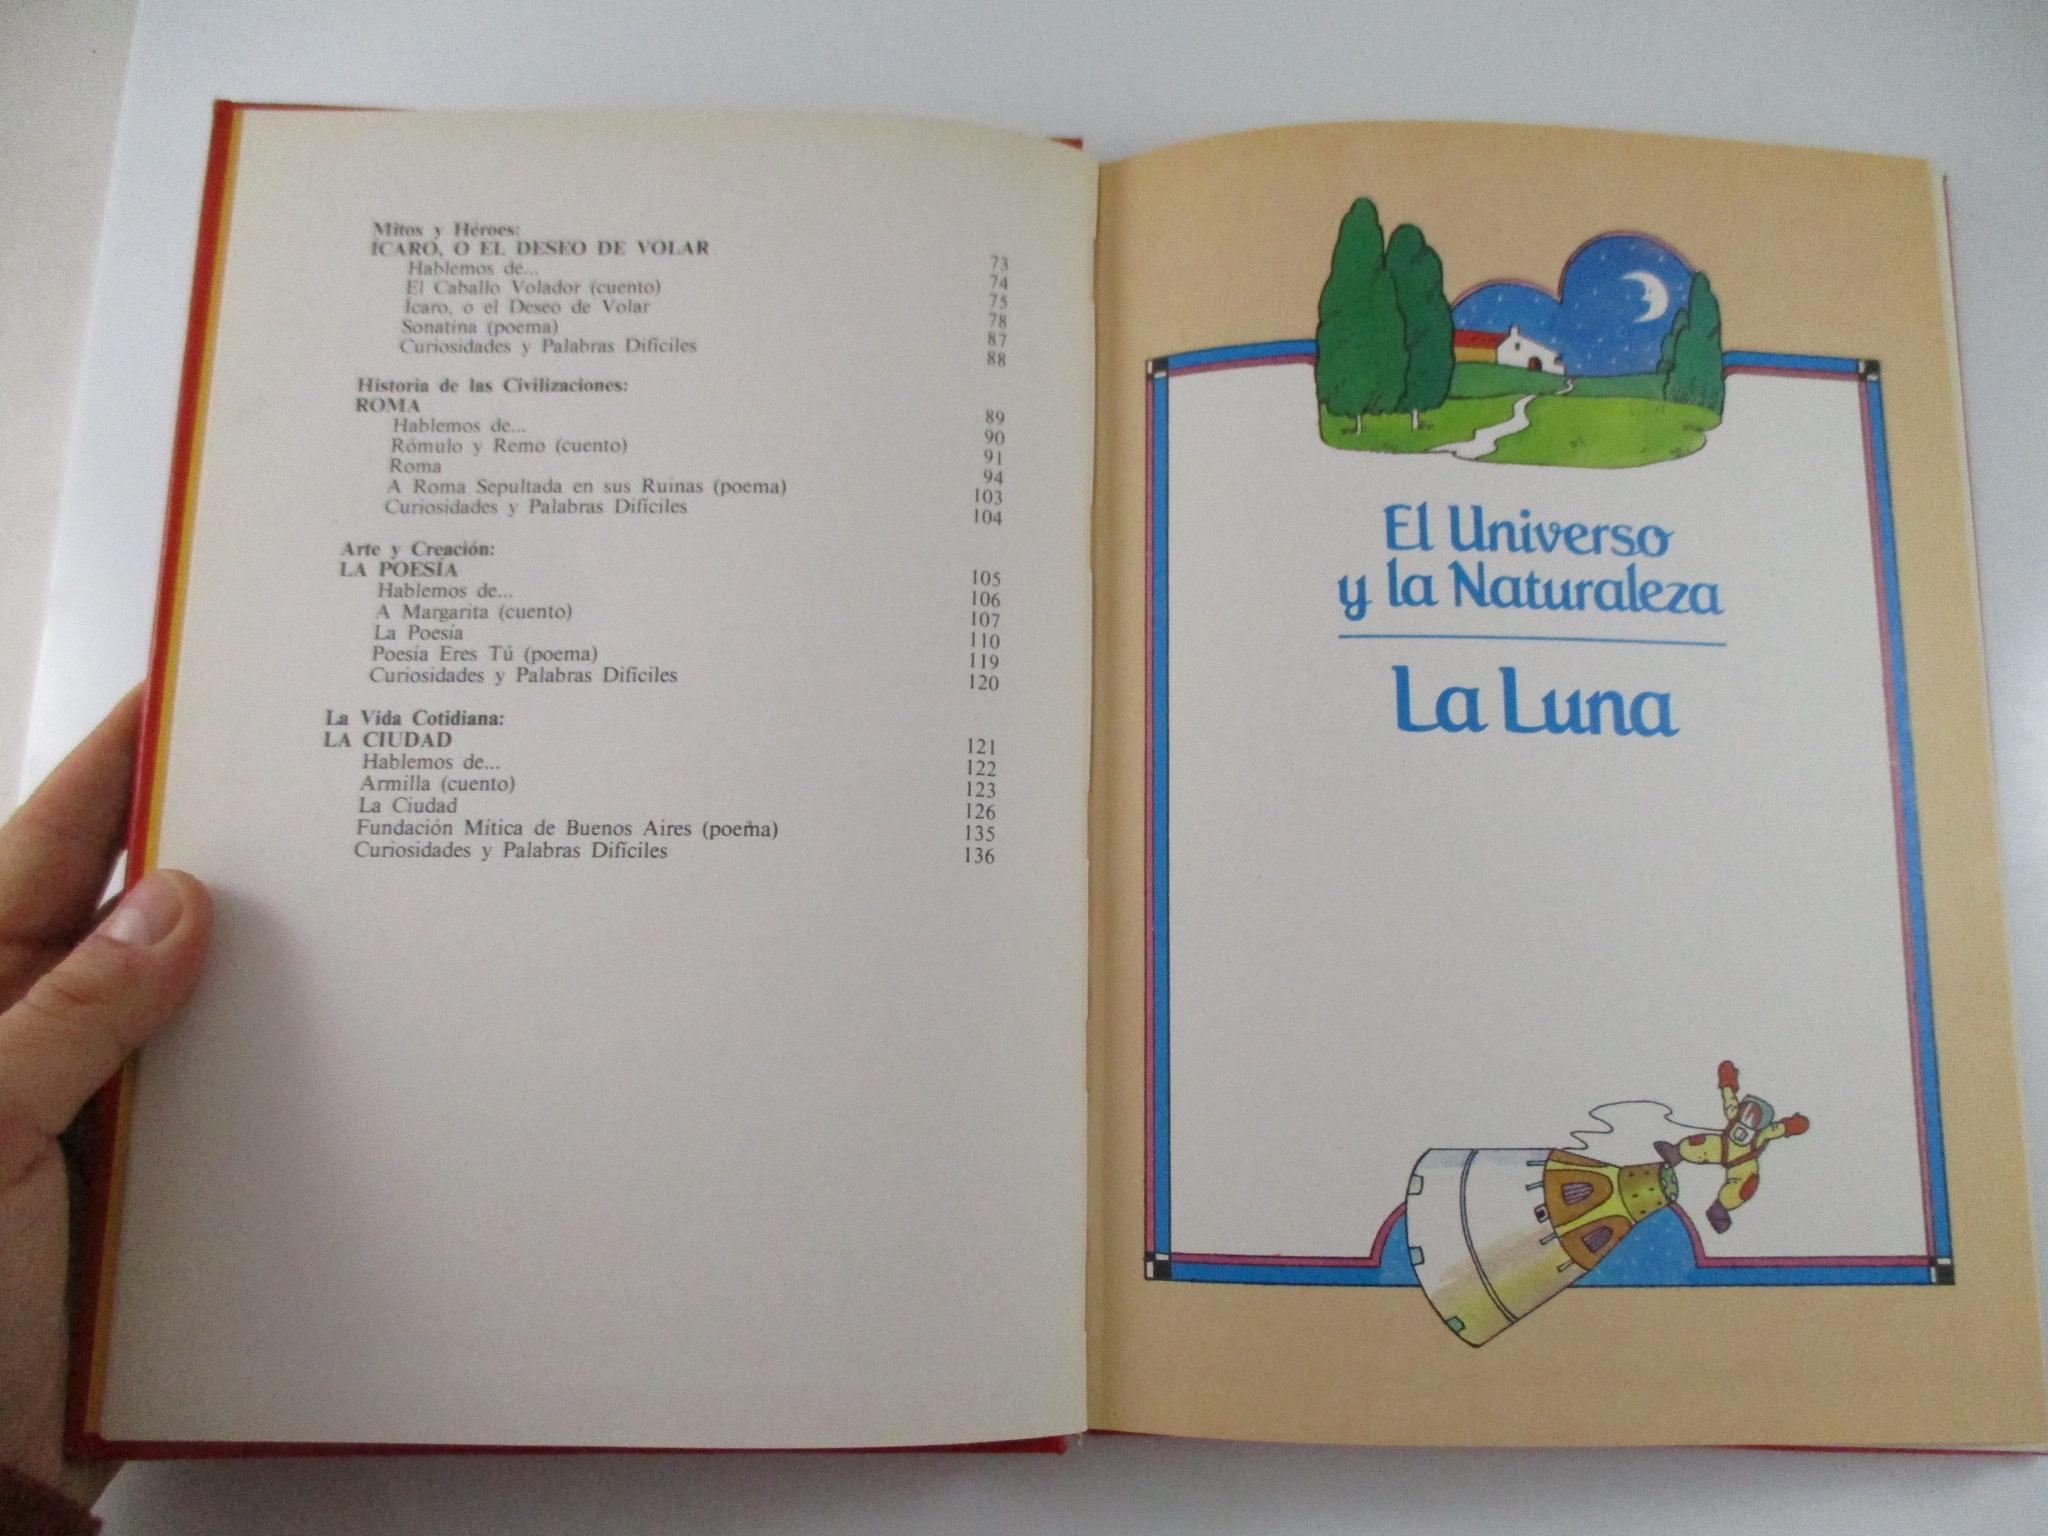 Mitos y Héroes:
ICARO, O EL DESEO DE VOLAR 73
Hablemos de... 74
El Caballo Volador (cuento) 75
Icaro, o el Deseo de Volar 78
Sonatina (poema) 87
Curiosidades y Palabras Difíciles 88
Historia de las Civilizaciones:
ROMA 89
Hablemos de... 90
Rómulo y Remo (cuento) 91
Roma 94
A Roma Sepultada en sus Ruinas (poema) 103
Curiosidades y Palabras Difíciles 104
Arte y Creación:
LA POESÍA 105
Hablemos de... 106
A Margarita (cuento) 107
La Poesía 110
Poesía Eres Tú (poema) 119
Curiosidades y Palabras Difíciles 120
La Vida Cotidiana:
LA CIUDAD 121
Hablemos de... 122
Armilla (cuento) 123
La Ciudad 126
Fundación Mítica de Buenos Aires (poema) 135
Curiosidades y Palabras Difíciles 136
El Universo
y la Naturaleza
La Luna